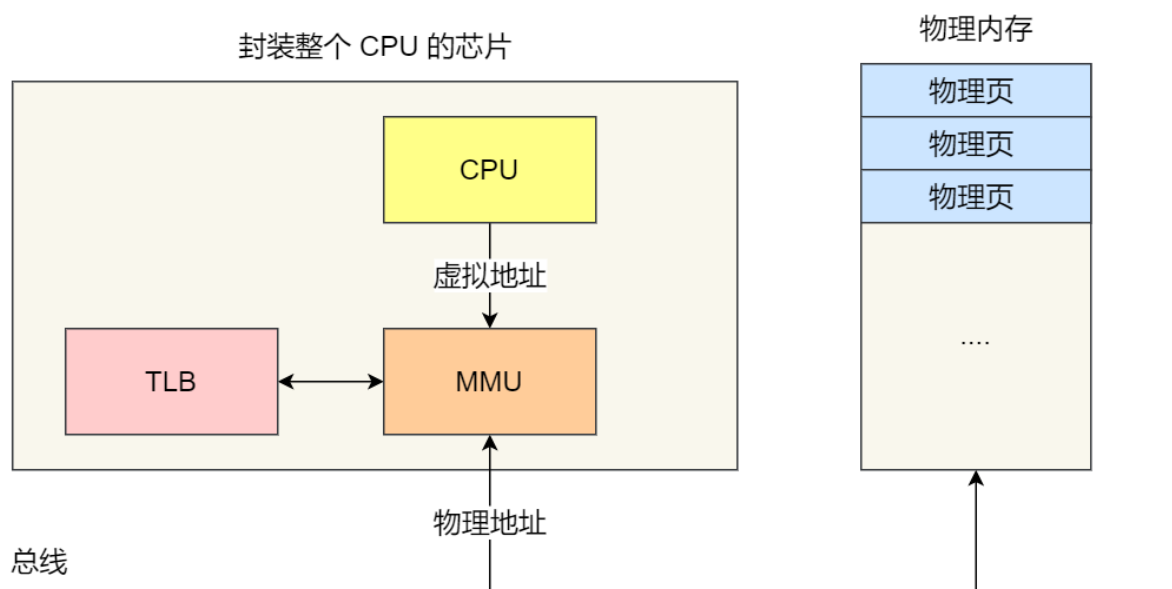 物理内存
封装整个 CPU 的芯片
物理页
物理页
物理页
CPU
虚拟地址
....
TLB
MMU
物理地址
总线